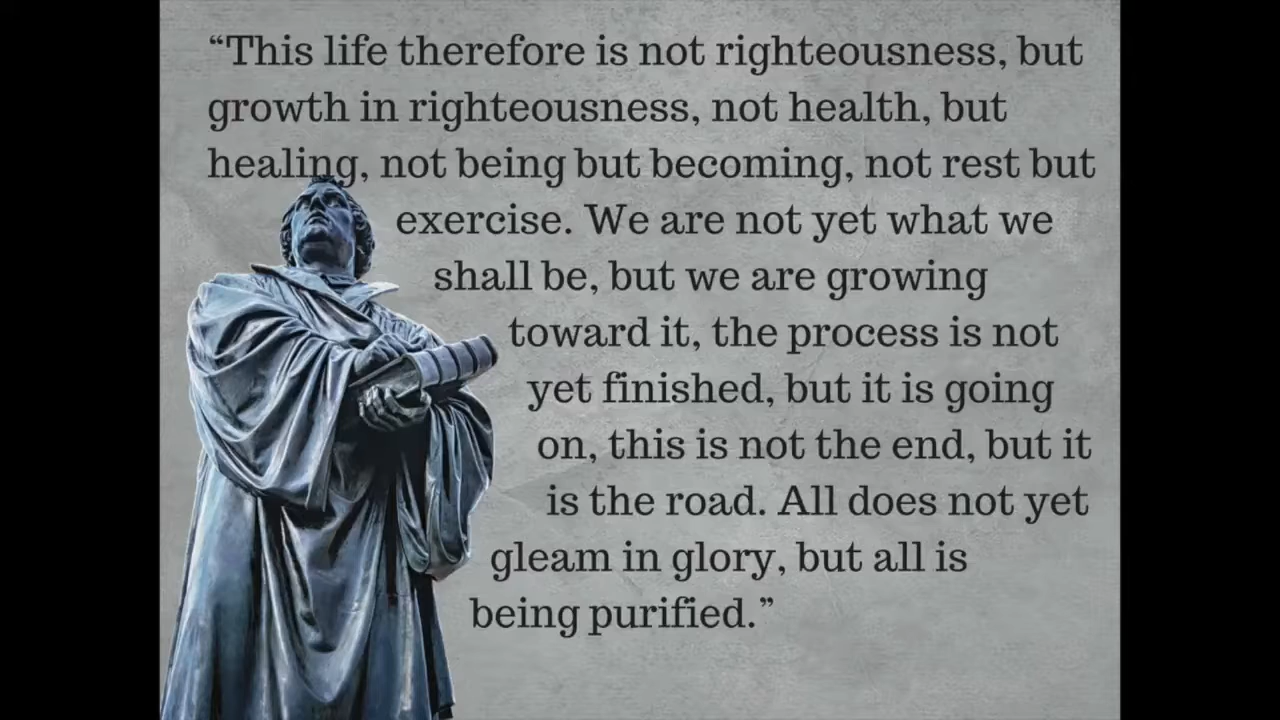 “This life therefore is not righteousness, but
growth in righteousness, not health, but
healing, not being but becoming, not rest but
exercise. We are not yet what we
shall be, but we are growing
toward it, the process is not
yet finished, but it is going
on, this is not the end, but it
is the road. All does not yet
gleam in glory, but all is
being purified.”